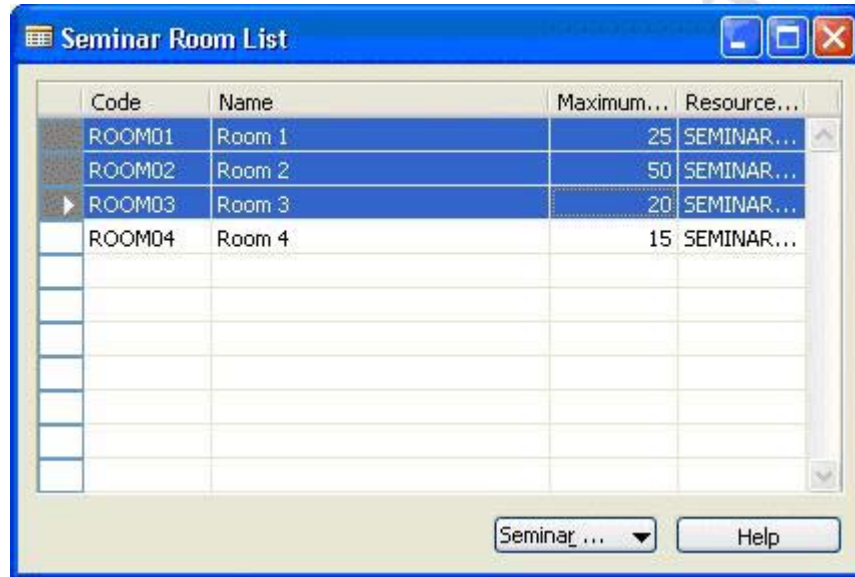 Seminar Room List
Code Name Maximum... Resource...
ROOM01 Room 1 25 SEMINAR...
ROOM02 Room 2 50 SEMINAR...
ROOM03 Room 3 20 SEMINAR...
ROOM04 Room 4 15 SEMINAR...
Seminar ... Help